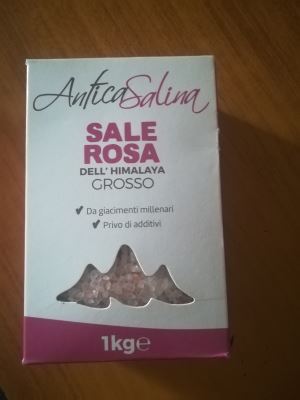 AnticaSalina
SALE
ROSA
DELL' HIMALAYA
GROSSO
✔ Da giacimenti millenari
✔ Privo di additivi
1kg℮